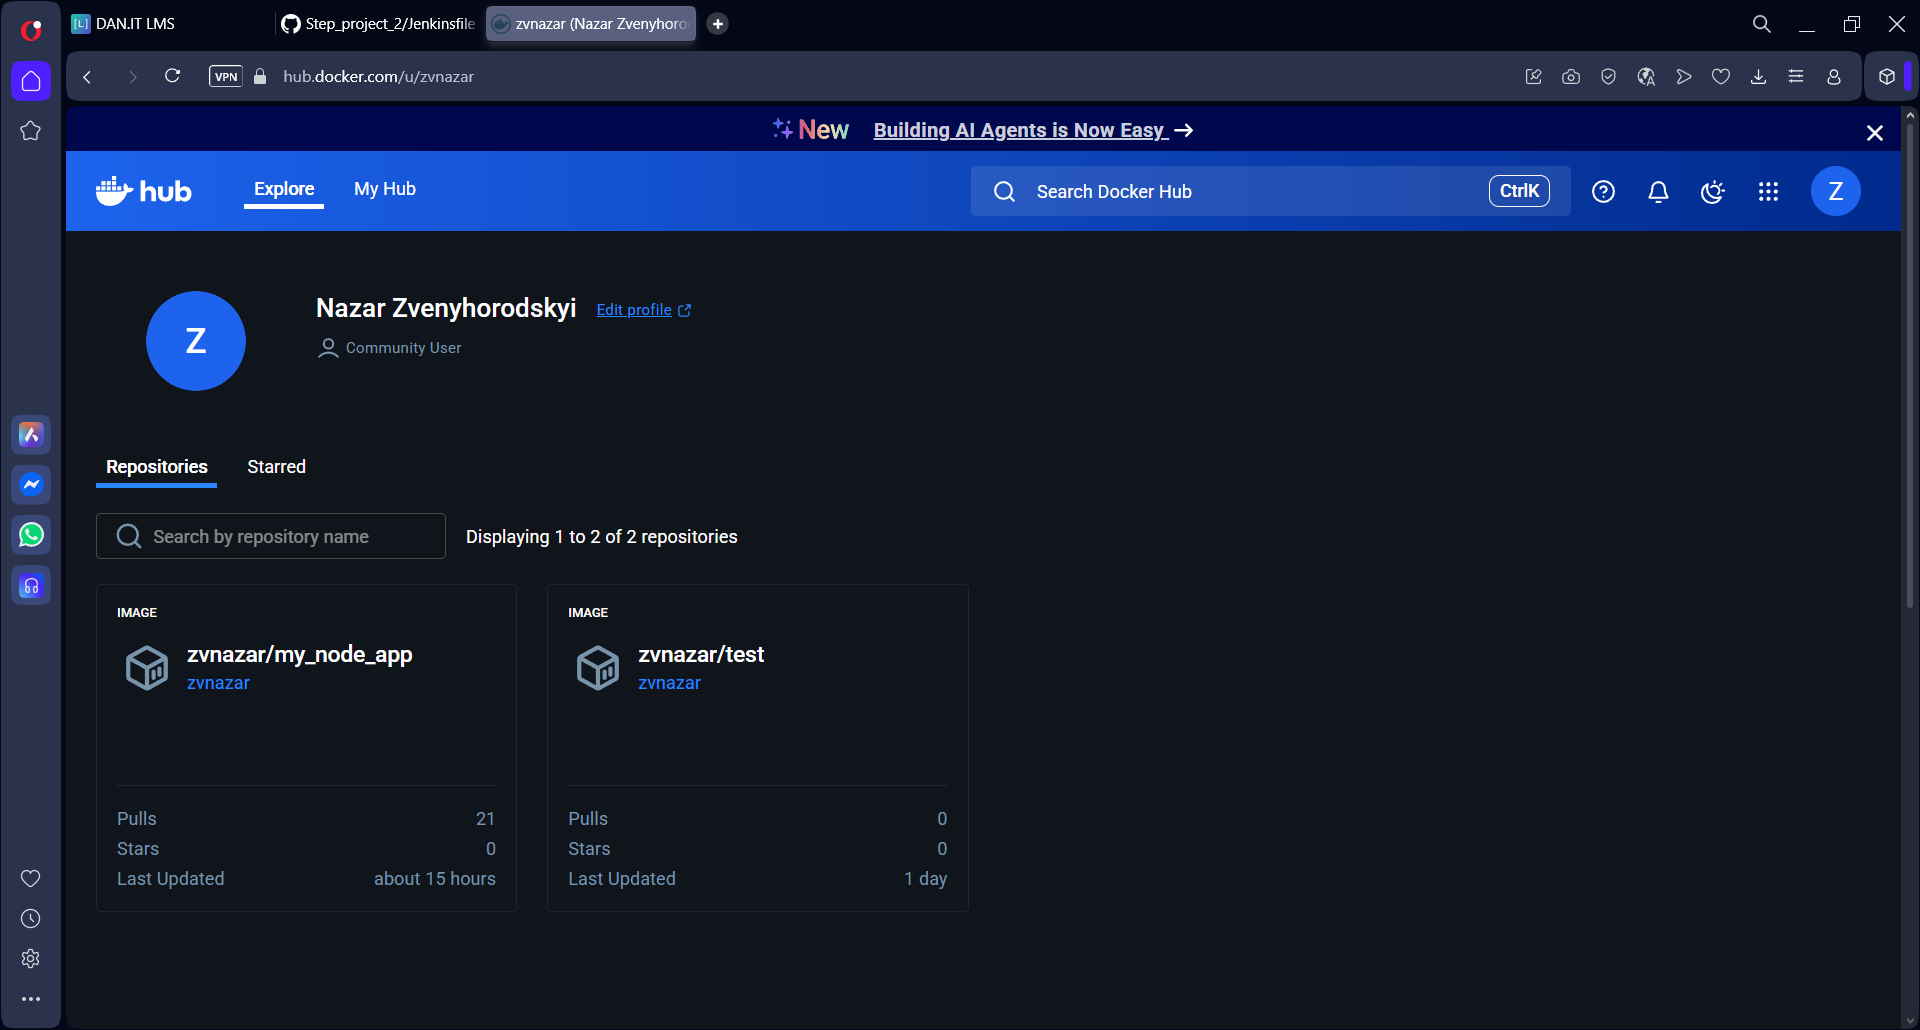 DAN.IT LMS
Step_project_2/Jenkinsfile
zvnazar (Nazar Zvenyhoro
VPN
hub.docker.com/u/zvnazar
New
Building AI Agents is Now Easy →
hub
Explore
My Hub
Search Docker Hub
CtrlK
Z
Z
Nazar Zvenyhorodskyi
Edit profile
Community User
Repositories
Starred
Search by repository name
Displaying 1 to 2 of 2 repositories
IMAGE
zvnazar/my_node_app
zvnazar
Pulls 21
Stars 0
Last Updated about 15 hours
IMAGE
zvnazar/test
zvnazar
Pulls 0
Stars 0
Last Updated 1 day